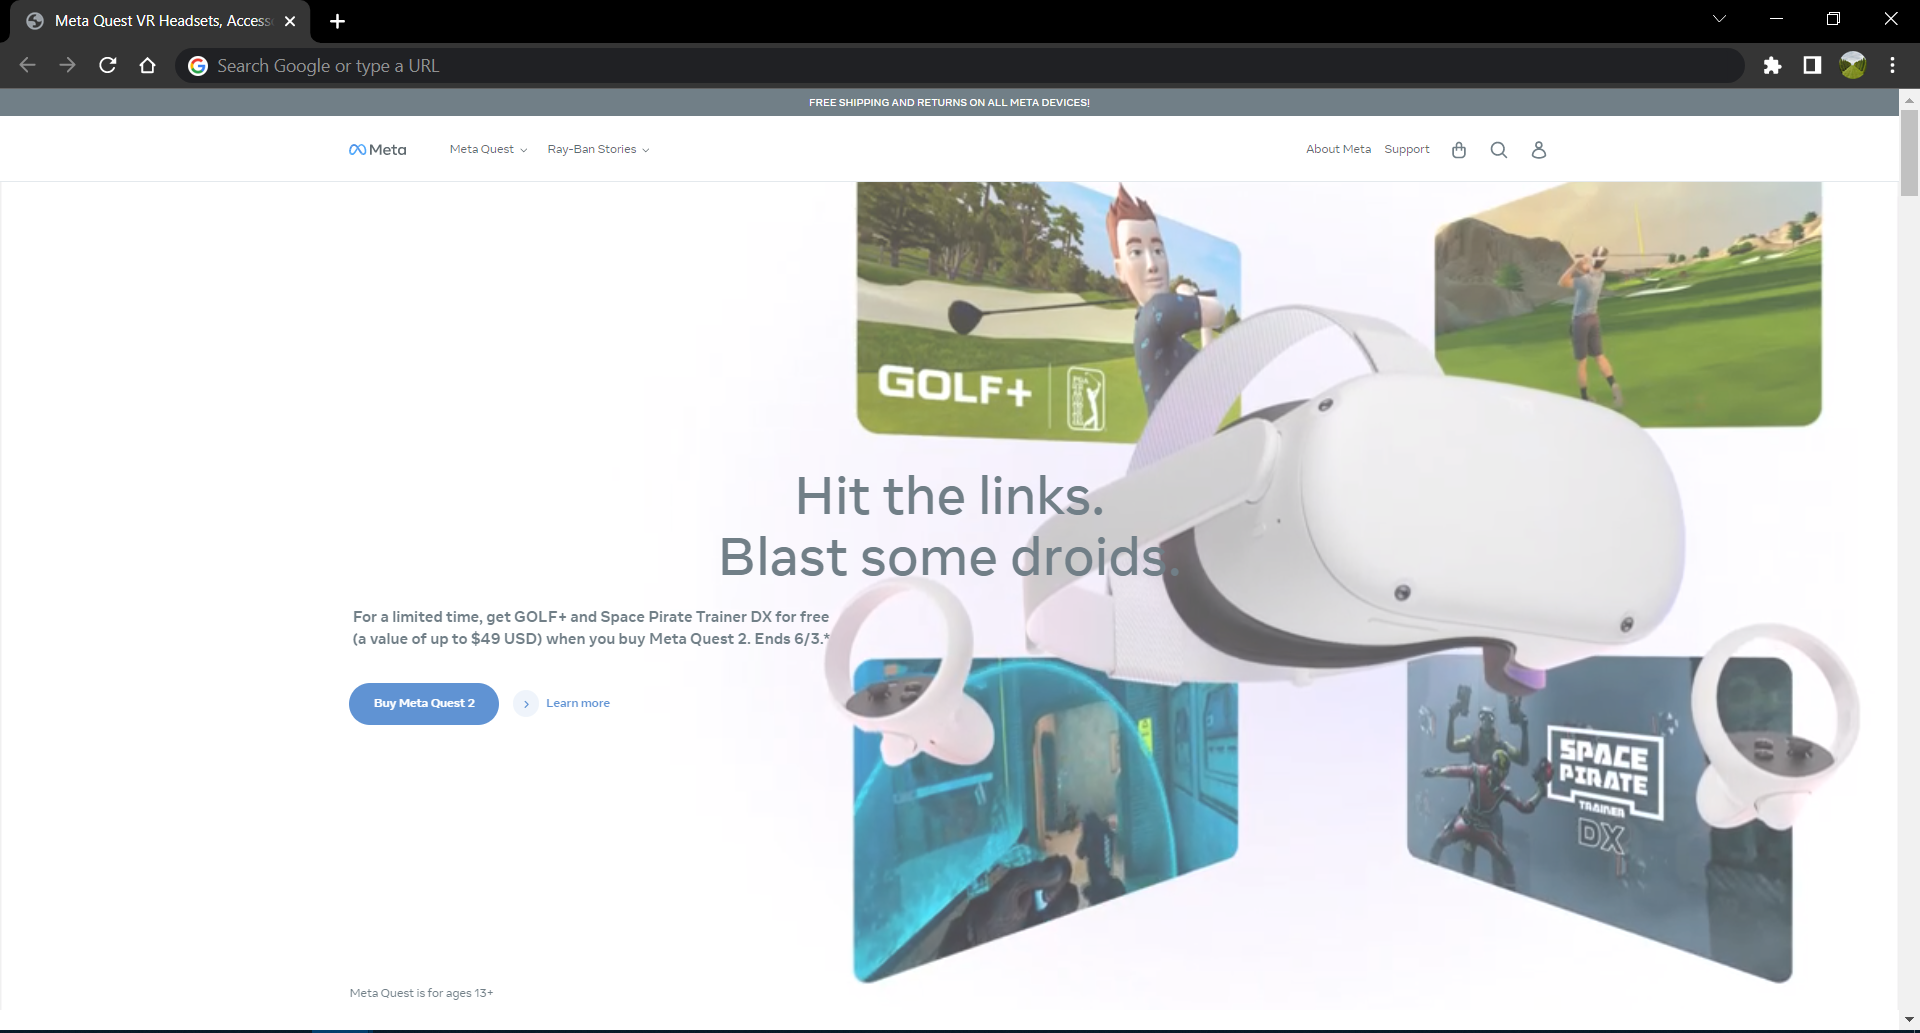 Meta Quest VR Headsets, Access
Search Google or type a URL
FREE SHIPPING AND RETURNS ON ALL META DEVICES!
Meta
Meta Quest
Ray-Ban Stories
About Meta
Support
GOLF+
Hit the links.
Blast some droids.
For a limited time, get GOLF+ and Space Pirate Trainer DX for free
(a value of up to $49 USD) when you buy Meta Quest 2. Ends 6/3.*
Buy Meta Quest 2
Learn more
SPACE
PIRATE
TRAINER
DX
Meta Quest is for ages 13+